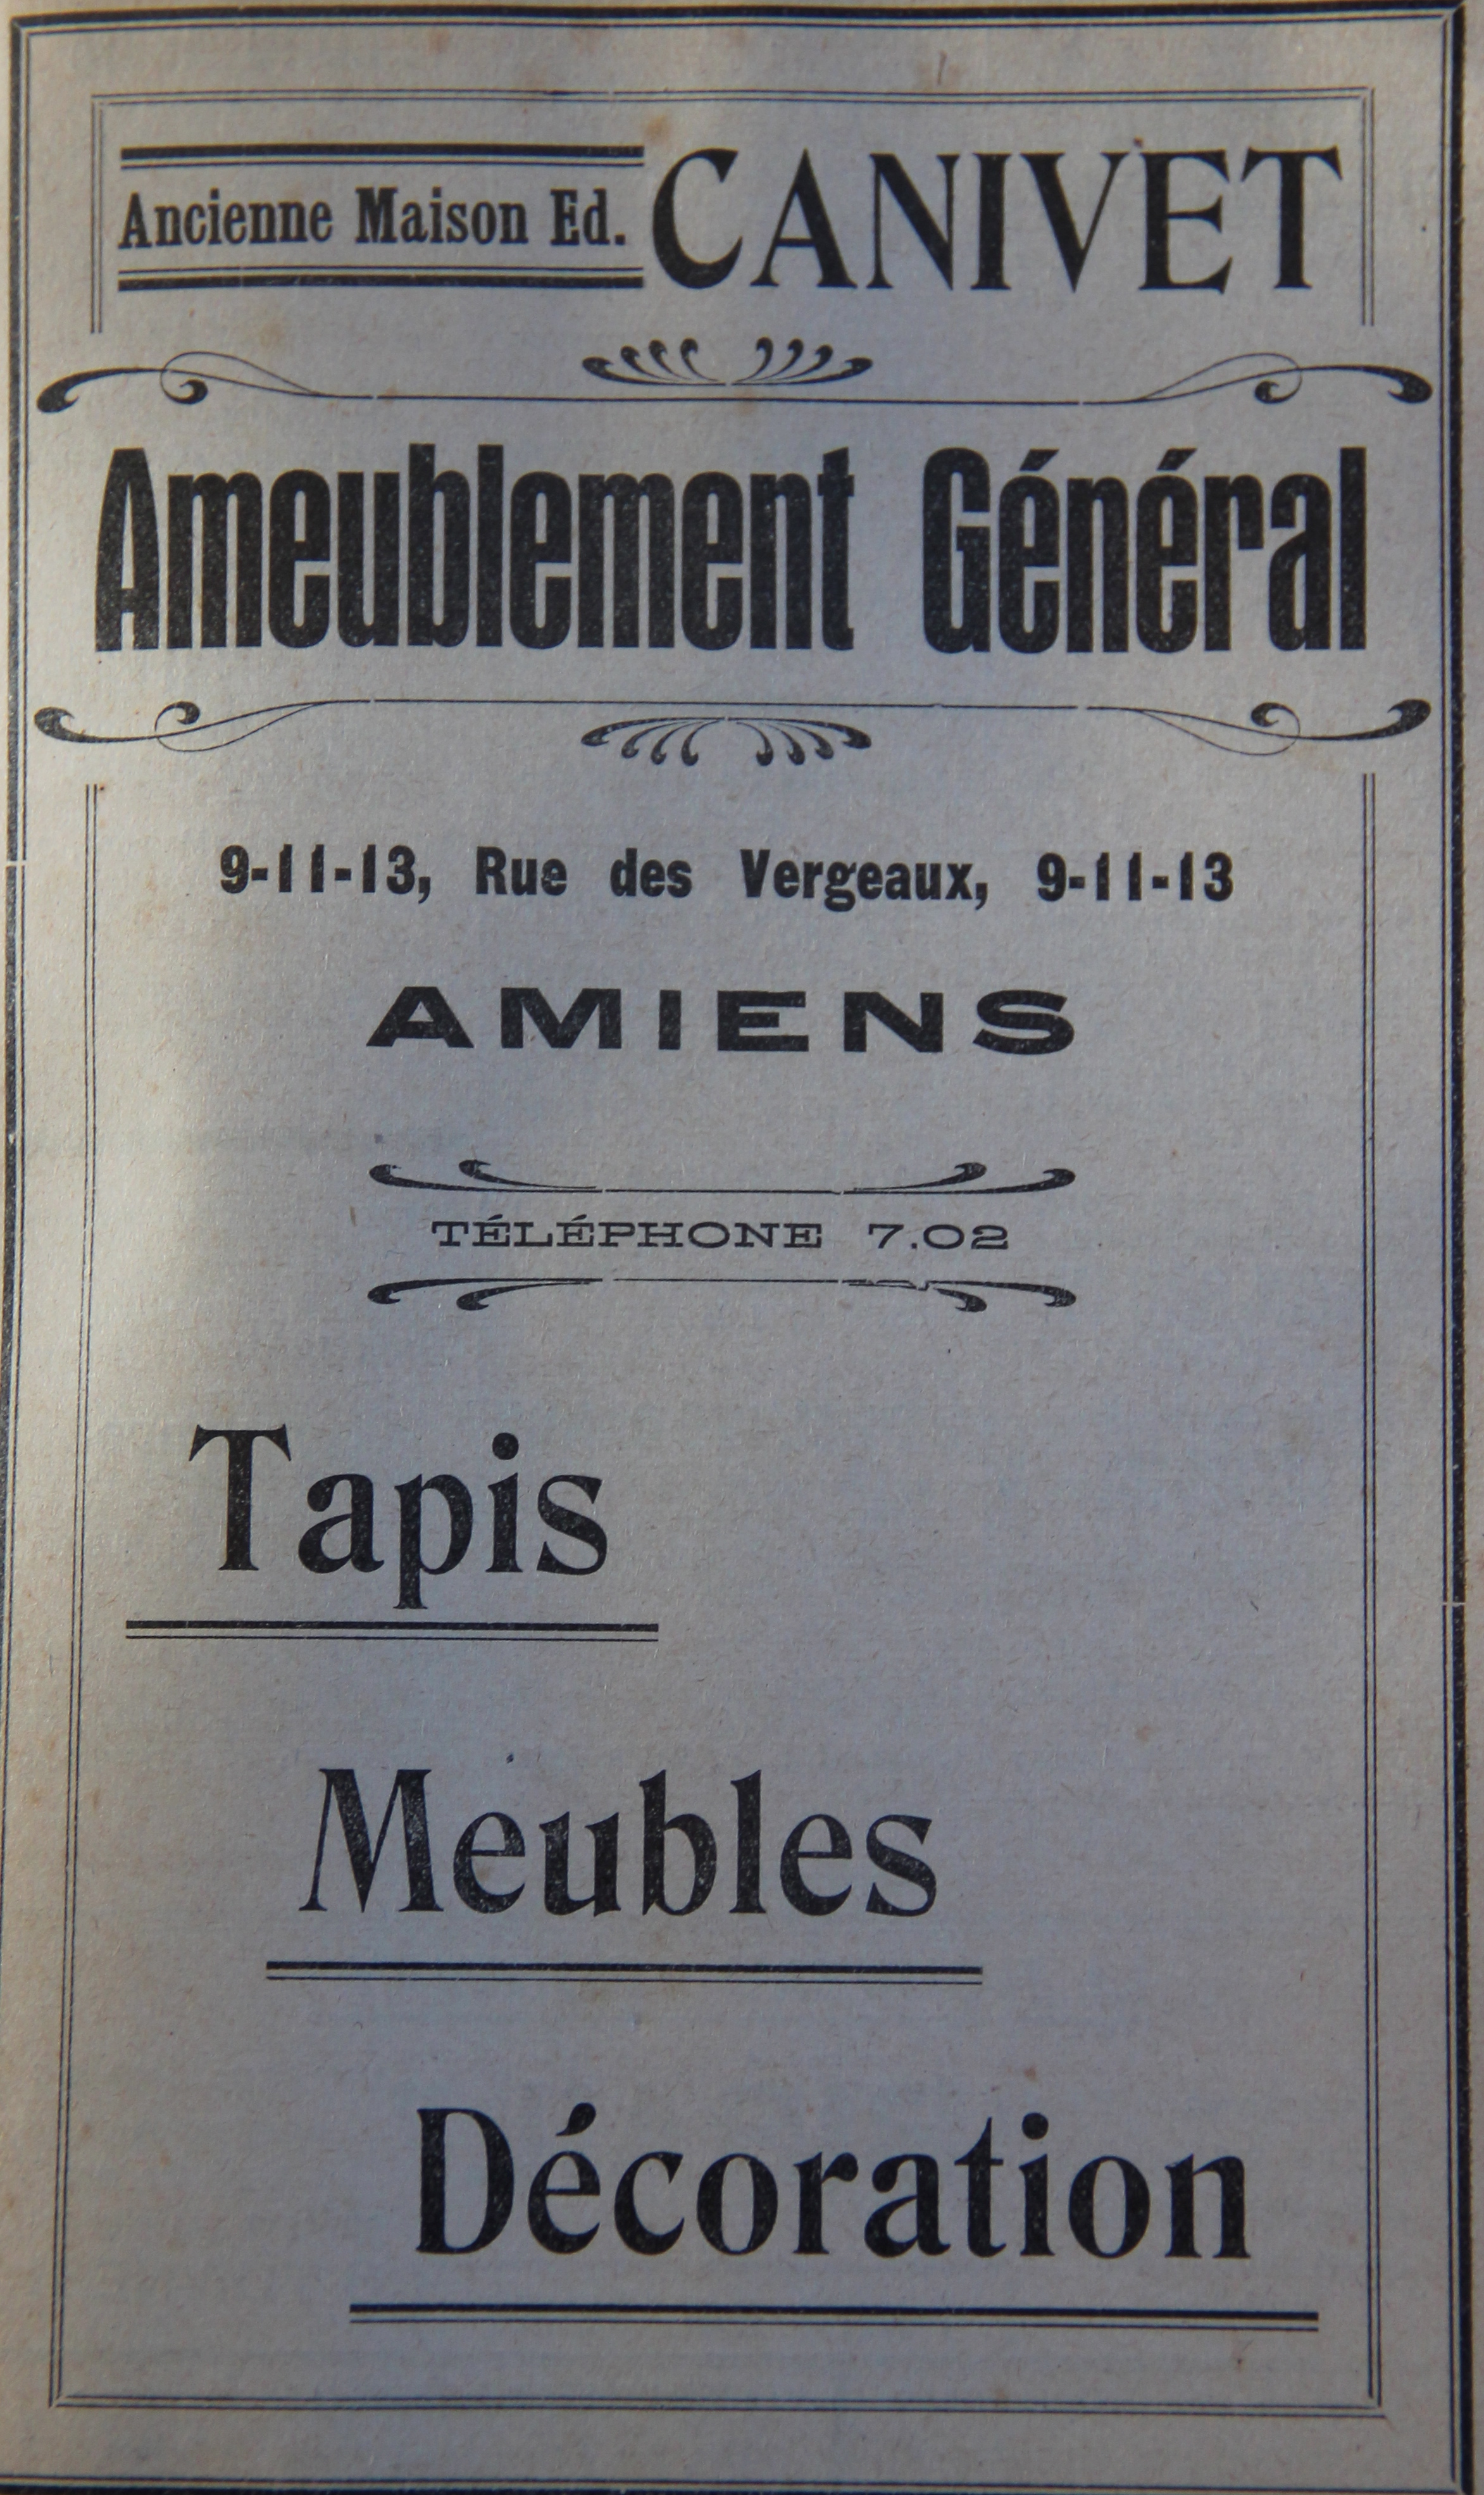 Ancienne Maison Ed. CANIVET
Ameublement Général
9-11-13, Rue des Vergeaux, 9-11-13
AMIENS
TÉLÉPHONE 7.02
Tapis
Meubles
Décoration